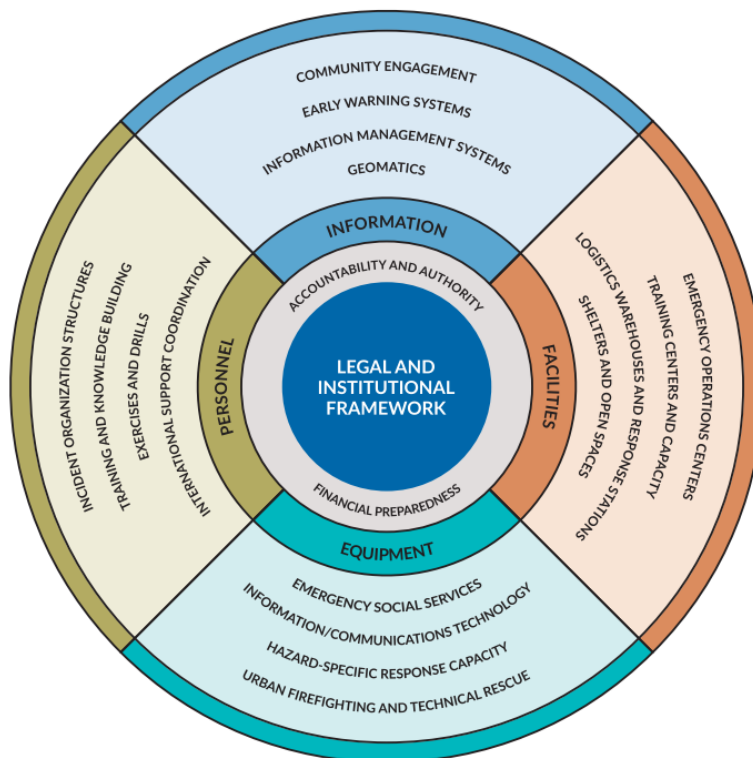 COMMUNITY ENGAGEMENT
EARLY WARNING SYSTEMS
INFORMATION MANAGEMENT SYSTEMS
GEOMATICS
INFORMATION
ACCOUNTABILITY AND AUTHORITY
LEGAL AND
INSTITUTIONAL
FRAMEWORK
FINANCIAL PREPAREDNESS
PERSONNEL
INCIDENT ORGANIZATION STRUCTURES
TRAINING AND KNOWLEDGE BUILDING
EXERCISES AND DRILLS
INTERNATIONAL SUPPORT COORDINATION
FACILITIES
EMERGENCY OPERATIONS CENTERS
TRAINING CENTERS AND CAPACITY
LOGISTICS WAREHOUSES AND RESPONSE STATIONS
SHELTERS AND OPEN SPACES
EQUIPMENT
EMERGENCY SOCIAL SERVICES
INFORMATION/COMMUNICATIONS TECHNOLOGY
HAZARD-SPECIFIC RESPONSE CAPACITY
URBAN FIREFIGHTING AND TECHNICAL RESCUE